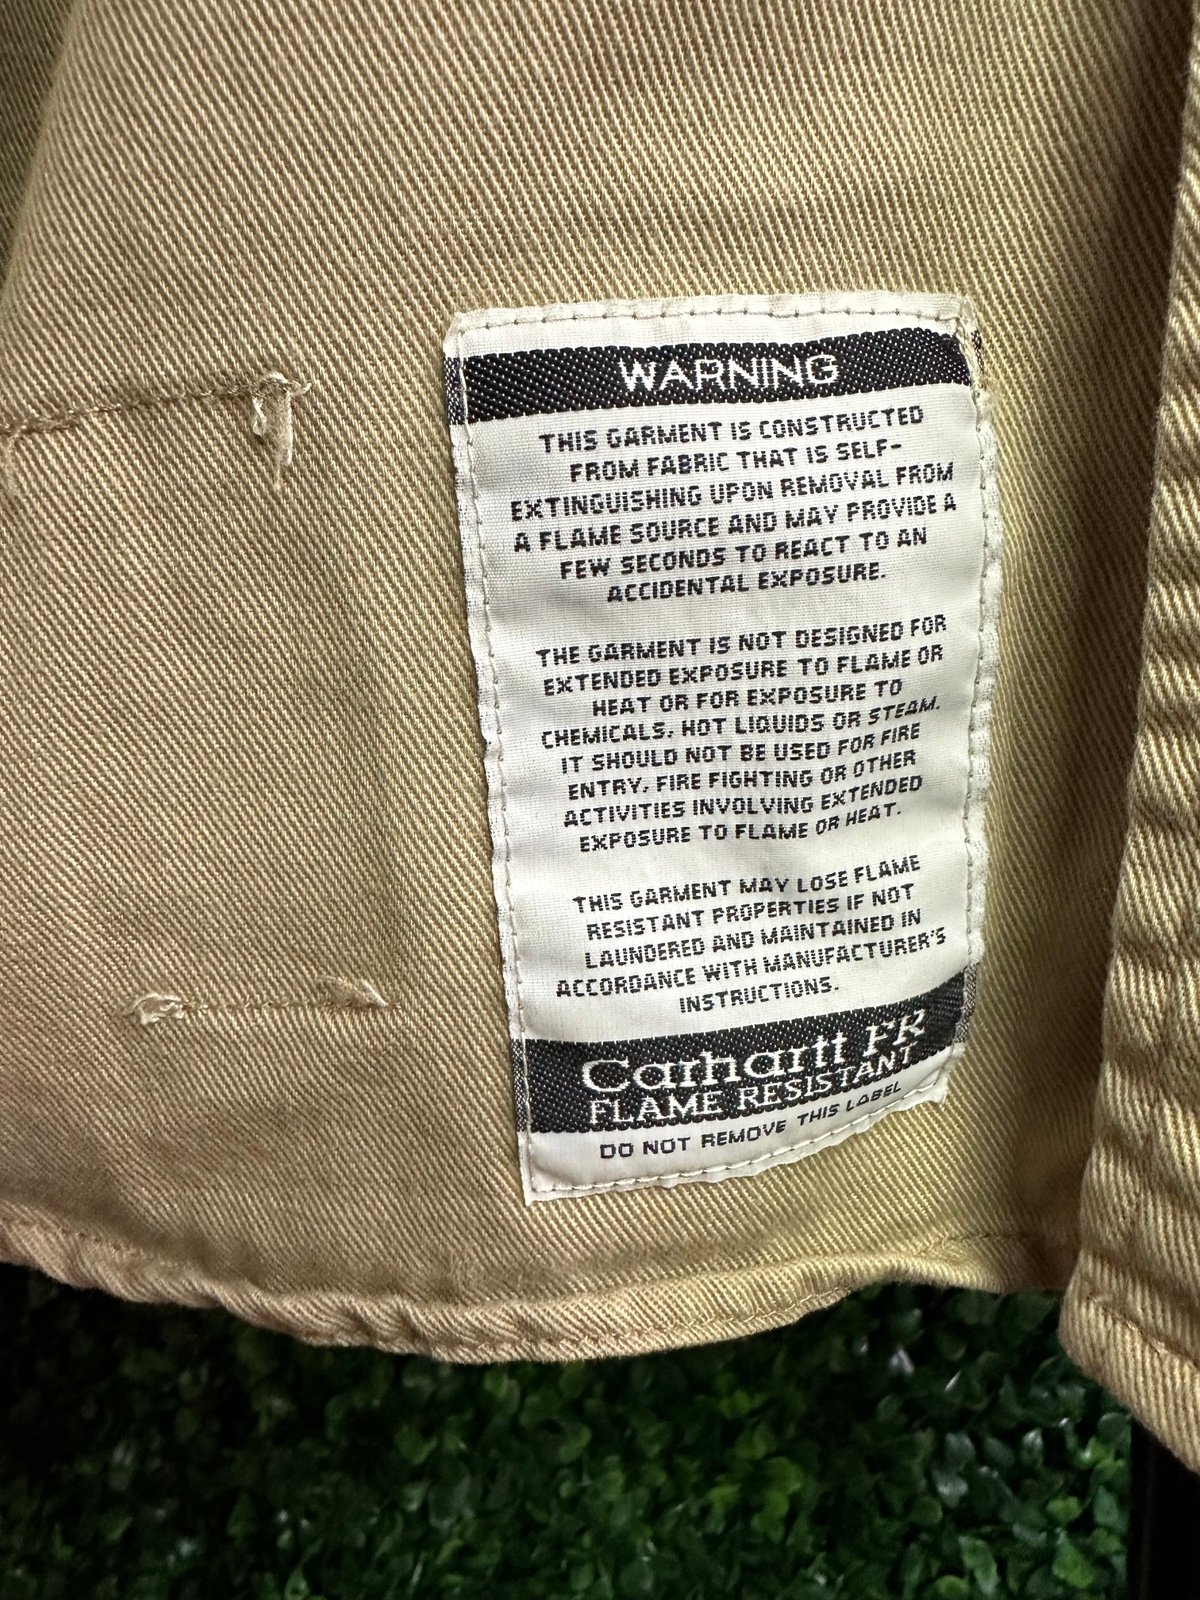 WARNING
THIS GARMENT IS CONSTRUCTED
FROM FABRIC THAT IS SELF-
EXTINGUISHING UPON REMOVAL FROM
A FLAME SOURCE AND MAY PROVIDE A
FEW SECONDS TO REACT TO AN
ACCIDENTAL EXPOSURE.
THE GARMENT IS NOT DESIGNED FOR
EXTENDED EXPOSURE TO FLAME OR
HEAT OR FOR EXPOSURE TO
CHEMICALS, HOT LIQUIDS OR STEAM.
IT SHOULD NOT BE USED FOR FIRE
ENTRY, FIRE FIGHTING OR OTHER
ACTIVITIES INVOLVING EXTENDED
EXPOSURE TO FLAME OR HEAT.
THIS GARMENT MAY LOSE FLAME
RESISTANT PROPERTIES IF NOT
LAUNDERED AND MAINTAINED IN
ACCORDANCE WITH MANUFACTURER'S
INSTRUCTIONS.
Carhartt FR
FLAME RESISTANT
DO NOT REMOVE THIS LABEL